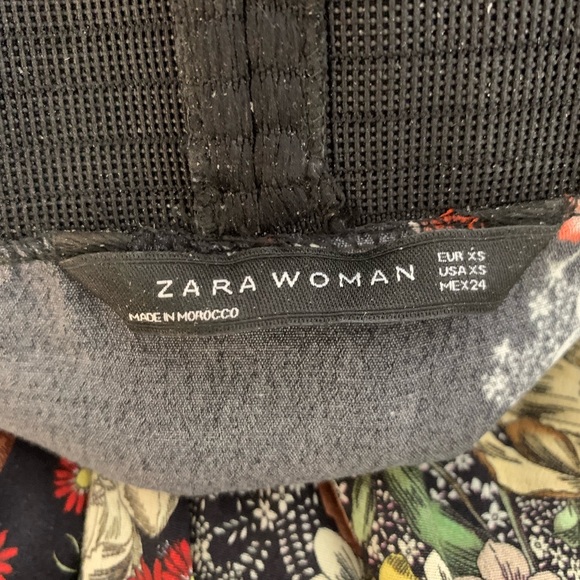 ZARA WOMAN
EUR XS
USA XS
MEX 24
MADE IN MOROCCO